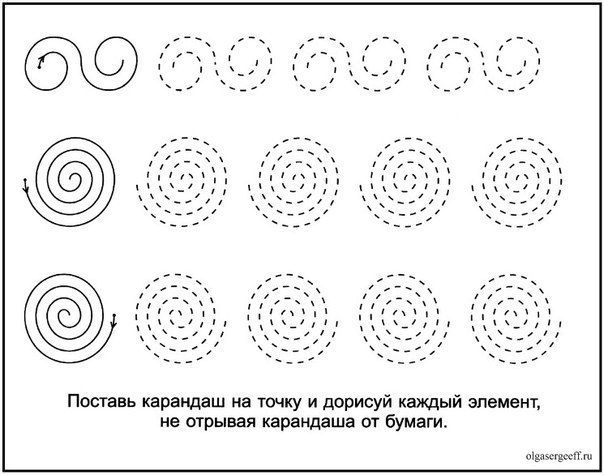 Поставь карандаш на точку и дорисуй каждый элемент,
не отрывая карандаша от бумаги.
olgasergeeff.ru